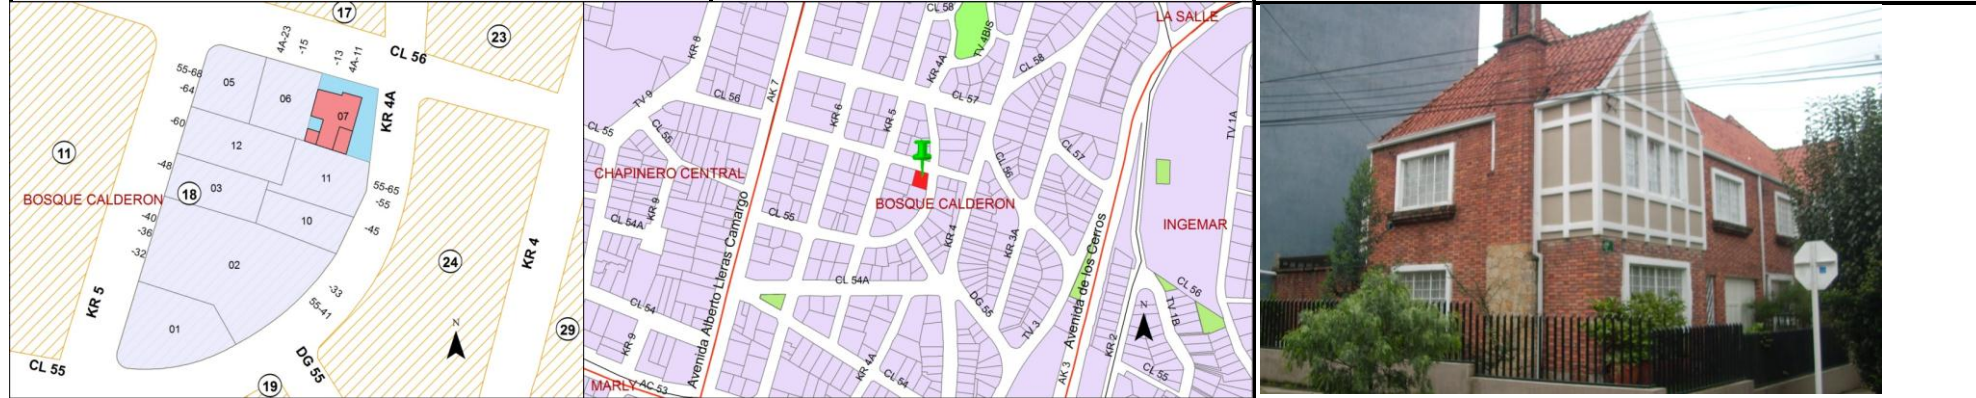 17
23
4A-23
-15
-13
4A-11
CL 56
55-68
-64
-60
-48
05
06
07
KR 4A
11
12
BOSQUE CALDERON
18
03
11
10
55-65
-55
-45
-40
-36
-32
02
24
KR 4
-33
55-41
KR 5
01
N
29
CL 55
DG 55
19
CL 58
LA SALLE
KR 8
AK 7
KR 4A
TV 4BIS
CL 58
TV 9
CL 56
KR 6
KR 5
CL 57
TV 1A
CL 55
CL 55
CL 56
CL 57
CHAPINERO CENTRAL
BOSQUE CALDERON
KR 9
CL 54A
CL 55
KR 4
KR 3A
INGEMAR
Avenida Alberto Lleras Camargo
Avenida de los Cerros
CL 54A
DG 55
CL 56
TV 1B
CL 54
TV 3
N
KR 9
KR 2
KR 4A
CL 54
AK 3
CL 55
MARLY
AC 53